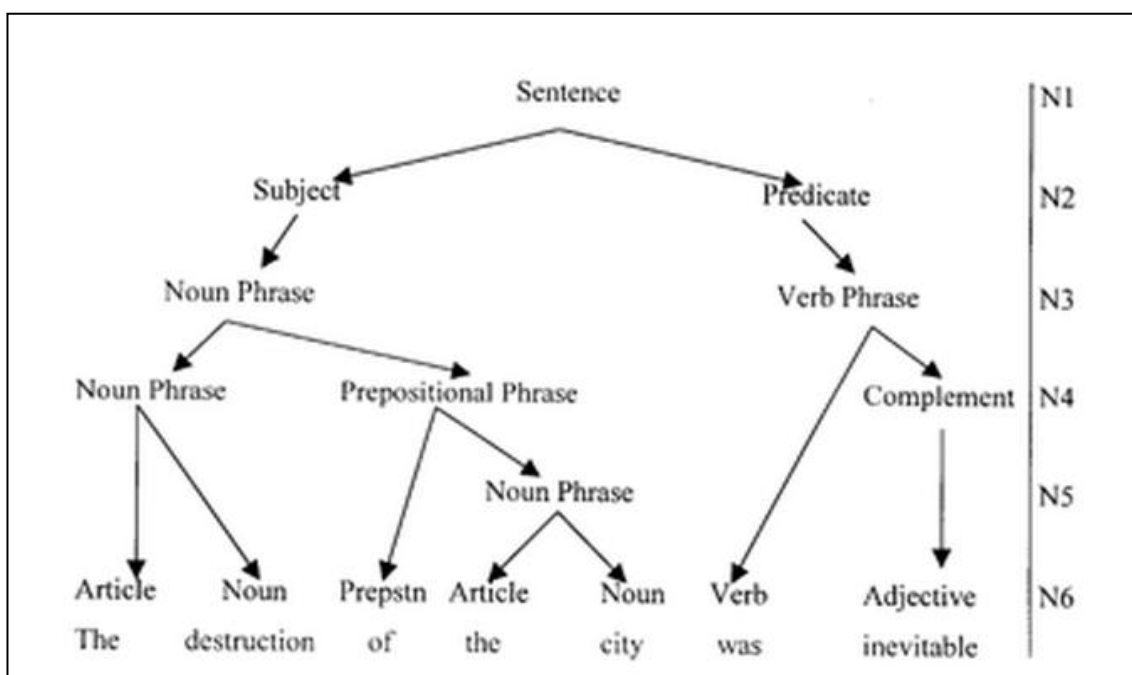 Sentence N1
Subject Predicate N2
Noun Phrase Verb Phrase N3
Noun Phrase Prepositional Phrase Complement N4
Noun Phrase N5
Article Noun Prepstn Article Noun Verb Adjective N6
The destruction of the city was inevitable